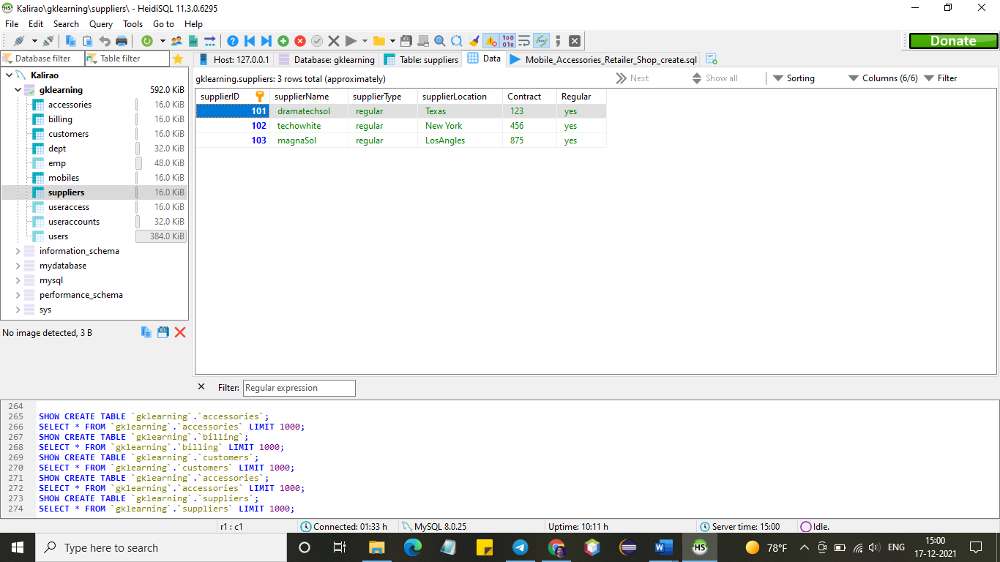 HS Kalirao\gklearning\suppliers\ - HeidiSQL 11.3.0.6295
File Edit Search Query Tools Go to Help
Donate
Database filter Table filter
Host: 127.0.0.1 Database: gklearning Table: suppliers Data Mobile_Accessories_Retailer_Shop_create.sql
Kalirao
gklearning 592.0 KiB
accessories 16.0 KiB
billing 16.0 KiB
customers 16.0 KiB
dept 32.0 KiB
emp 48.0 KiB
mobiles 16.0 KiB
suppliers 16.0 KiB
useraccess 16.0 KiB
useraccounts 32.0 KiB
users 384.0 KiB
information_schema
mydatabase
mysql
performance_schema
sys
No image detected, 3 B
gklearning.suppliers: 3 rows total (approximately) Next Show all Sorting Columns (6/6) Filter
supplierID supplierName supplierType supplierLocation Contract Regular
101 dramatechsol regular Texas 123 yes
102 techowhite regular New York 456 yes
103 magnaSol regular LosAngles 875 yes
Filter: Regular expression
264
265 SHOW CREATE TABLE `gklearning`.`accessories`;
266 SELECT * FROM `gklearning`.`accessories` LIMIT 1000;
267 SHOW CREATE TABLE `gklearning`.`billing`;
268 SELECT * FROM `gklearning`.`billing` LIMIT 1000;
269 SHOW CREATE TABLE `gklearning`.`customers`;
270 SELECT * FROM `gklearning`.`customers` LIMIT 1000;
271 SHOW CREATE TABLE `gklearning`.`accessories`;
272 SELECT * FROM `gklearning`.`accessories` LIMIT 1000;
273 SHOW CREATE TABLE `gklearning`.`suppliers`;
274 SELECT * FROM `gklearning`.`suppliers` LIMIT 1000;
r1 : c1 Connected: 01:33 h MySQL 8.0.25 Uptime: 10:11 h Server time: 15:00 Idle.
Type here to search
HS
78°F
ENG
15:00
17-12-2021